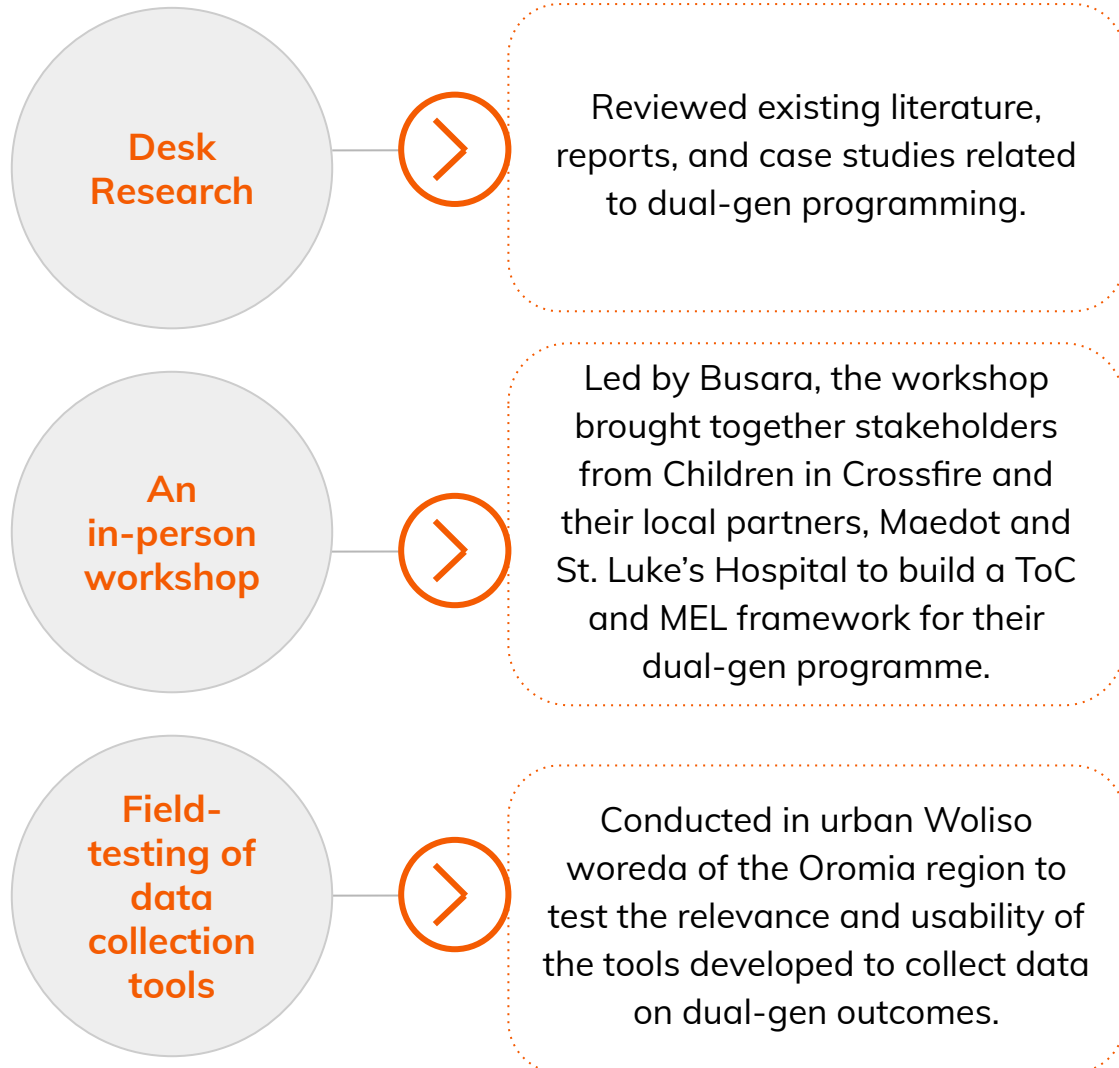 Desk
Research
Reviewed existing literature,
reports, and case studies related
to dual-gen programming.
An
in-person
workshop
Led by Busara, the workshop
brought together stakeholders
from Children in Crossfire and
their local partners, Maedot and
St. Luke’s Hospital to build a ToC
and MEL framework for their
dual-gen programme.
Field-
testing of
data
collection
tools
Conducted in urban Woliso
woreda of the Oromia region to
test the relevance and usability of
the tools developed to collect data
on dual-gen outcomes.